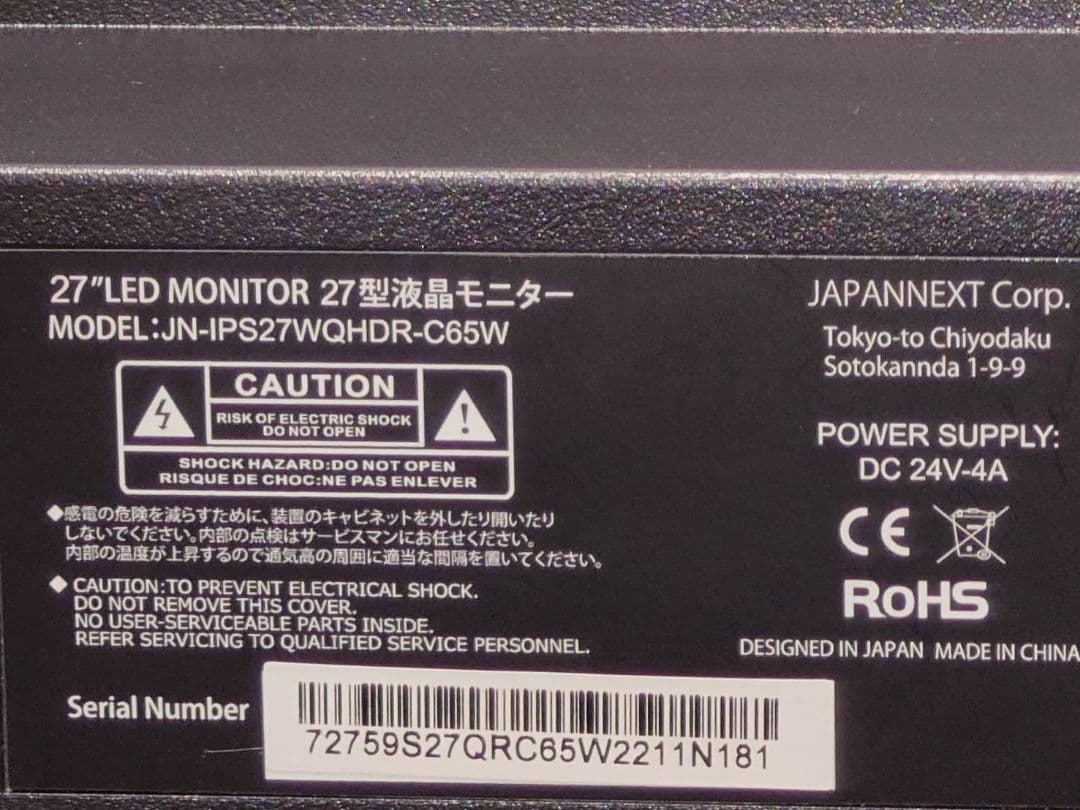 27"LED MONITOR 27型液晶モニター
MODEL:JN-IPS27WQHDR-C65W
CAUTION
RISK OF ELECTRIC SHOCK
DO NOT OPEN
SHOCK HAZARD:DO NOT OPEN
RISQUE DE CHOC:NE PAS ENLEVER
◆感電の危険を減らすために、装置のキャビネットを外したり開いたり
しないでください。内部の点検はサービスマンにお任せください。
内部の温度が上昇するので通気高の周囲に適当な間隔を置いてください。
◆ CAUTION:TO PREVENT ELECTRICAL SHOCK.
DO NOT REMOVE THIS COVER.
NO USER-SERVICEABLE PARTS INSIDE.
REFER SERVICING TO QUALIFIED SERVICE PERSONNEL.
JAPANNEXT Corp.
Tokyo-to Chiyodaku
Sotokannda 1-9-9
POWER SUPPLY:
DC 24V-4A
CE
RoHS
DESIGNED IN JAPAN MADE IN CHINA
Serial Number
72759S27QRC65W2211N181